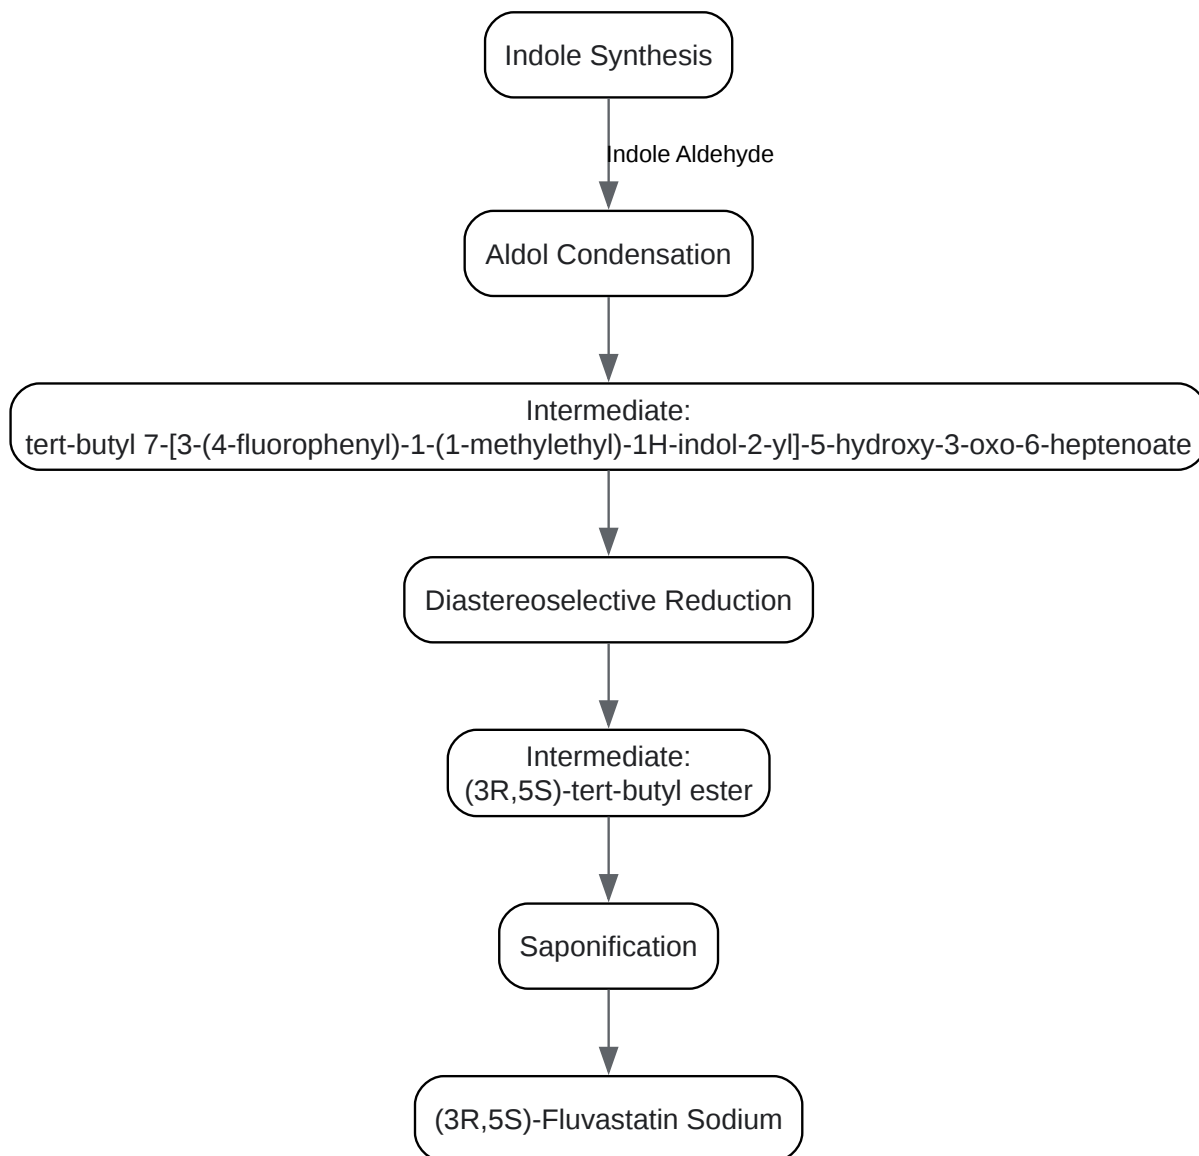 Indole Synthesis
Indole Aldehyde
Aldol Condensation
Intermediate:
tert-butyl 7-[3-(4-fluorophenyl)-1-(1-methylethyl)-1H-indol-2-yl]-5-hydroxy-3-oxo-6-heptenoate
Diastereoselective Reduction
Intermediate:
(3R,5S)-tert-butyl ester
Saponification
(3R,5S)-Fluvastatin Sodium